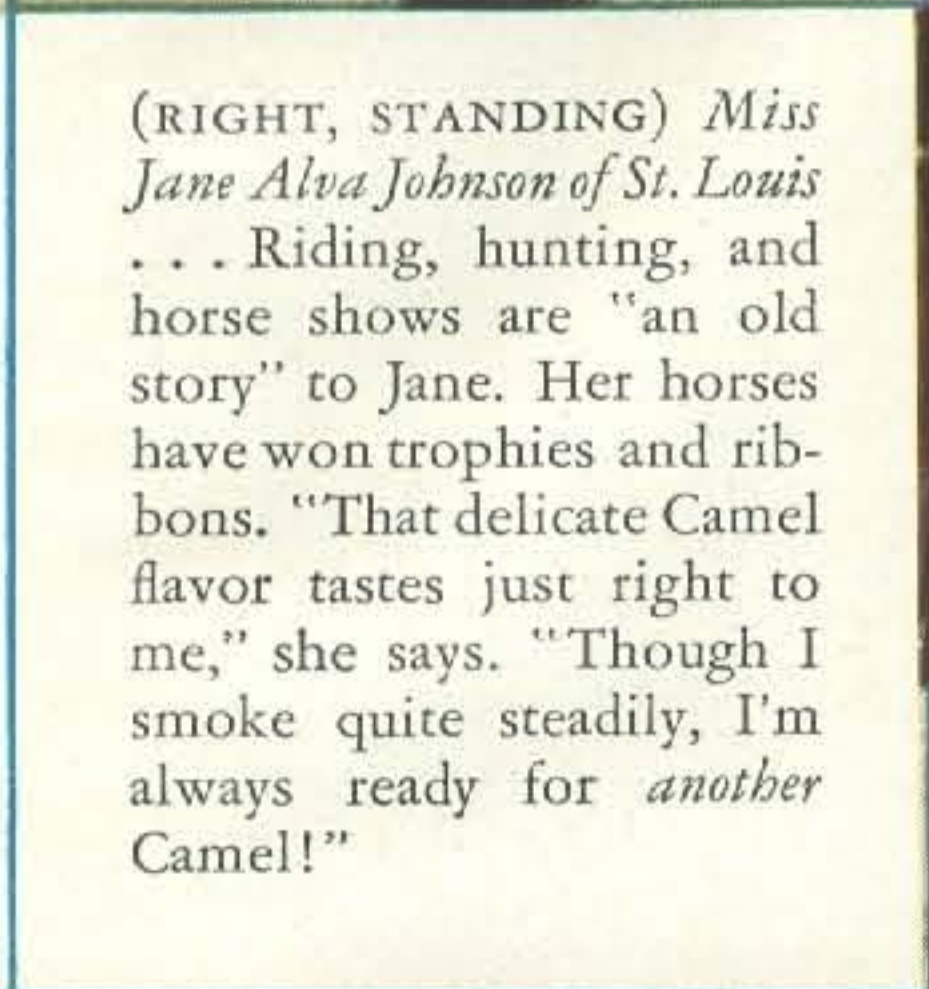 (RIGHT, STANDING) Miss
Jane Alva Johnson of St. Louis
. . . Riding, hunting, and
horse shows are "an old
story" to Jane. Her horses
have won trophies and rib-
bons. "That delicate Camel
flavor tastes just right to
me," she says. "Though I
smoke quite steadily, I'm
always ready for another
Camel!"